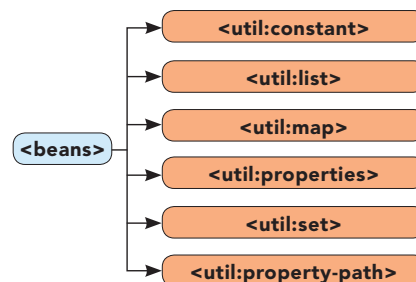 <util:constant>
<util:list>
<util:map>
<beans>
<util:properties>
<util:set>
<util:property-path>